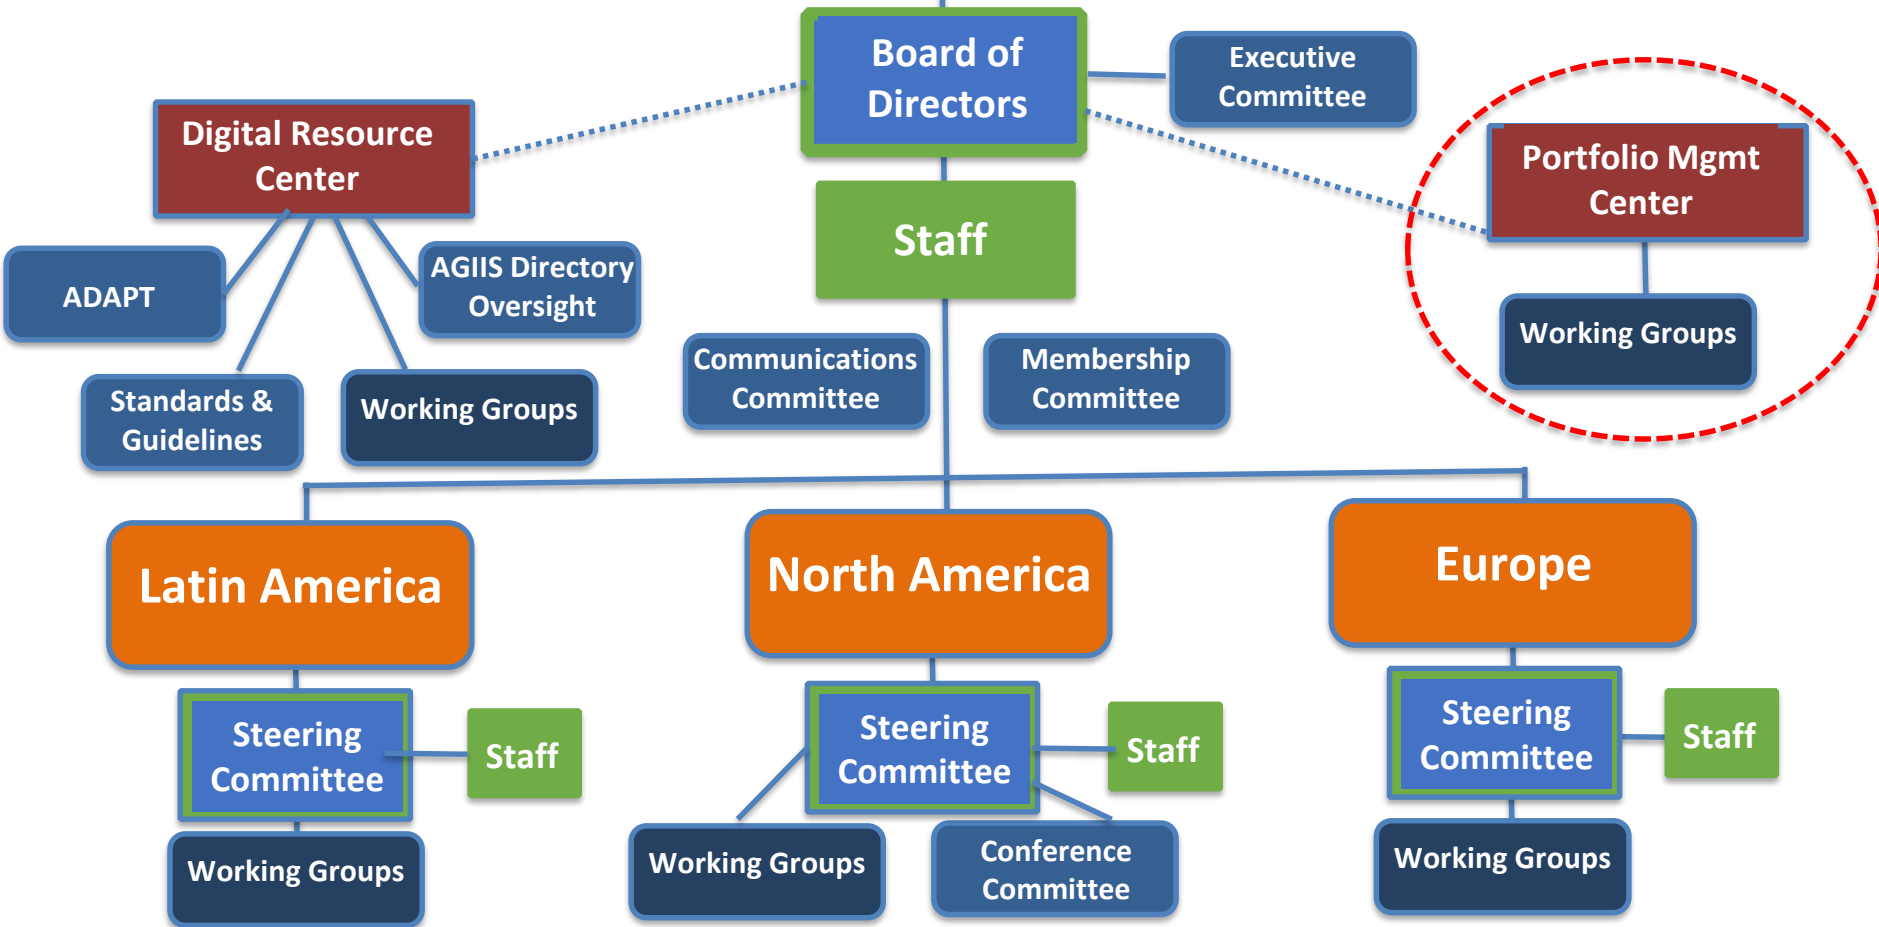 Board of
Directors
Executive
Committee
Digital Resource
Center
Portfolio Mgmt
Center
Staff
ADAPT
AGIIS Directory
Oversight
Working Groups
Communications
Committee
Membership
Committee
Standards &
Guidelines
Working Groups
Latin America
North America
Europe
Steering
Committee
Staff
Steering
Committee
Staff
Steering
Committee
Staff
Working Groups
Working Groups
Conference
Committee
Working Groups